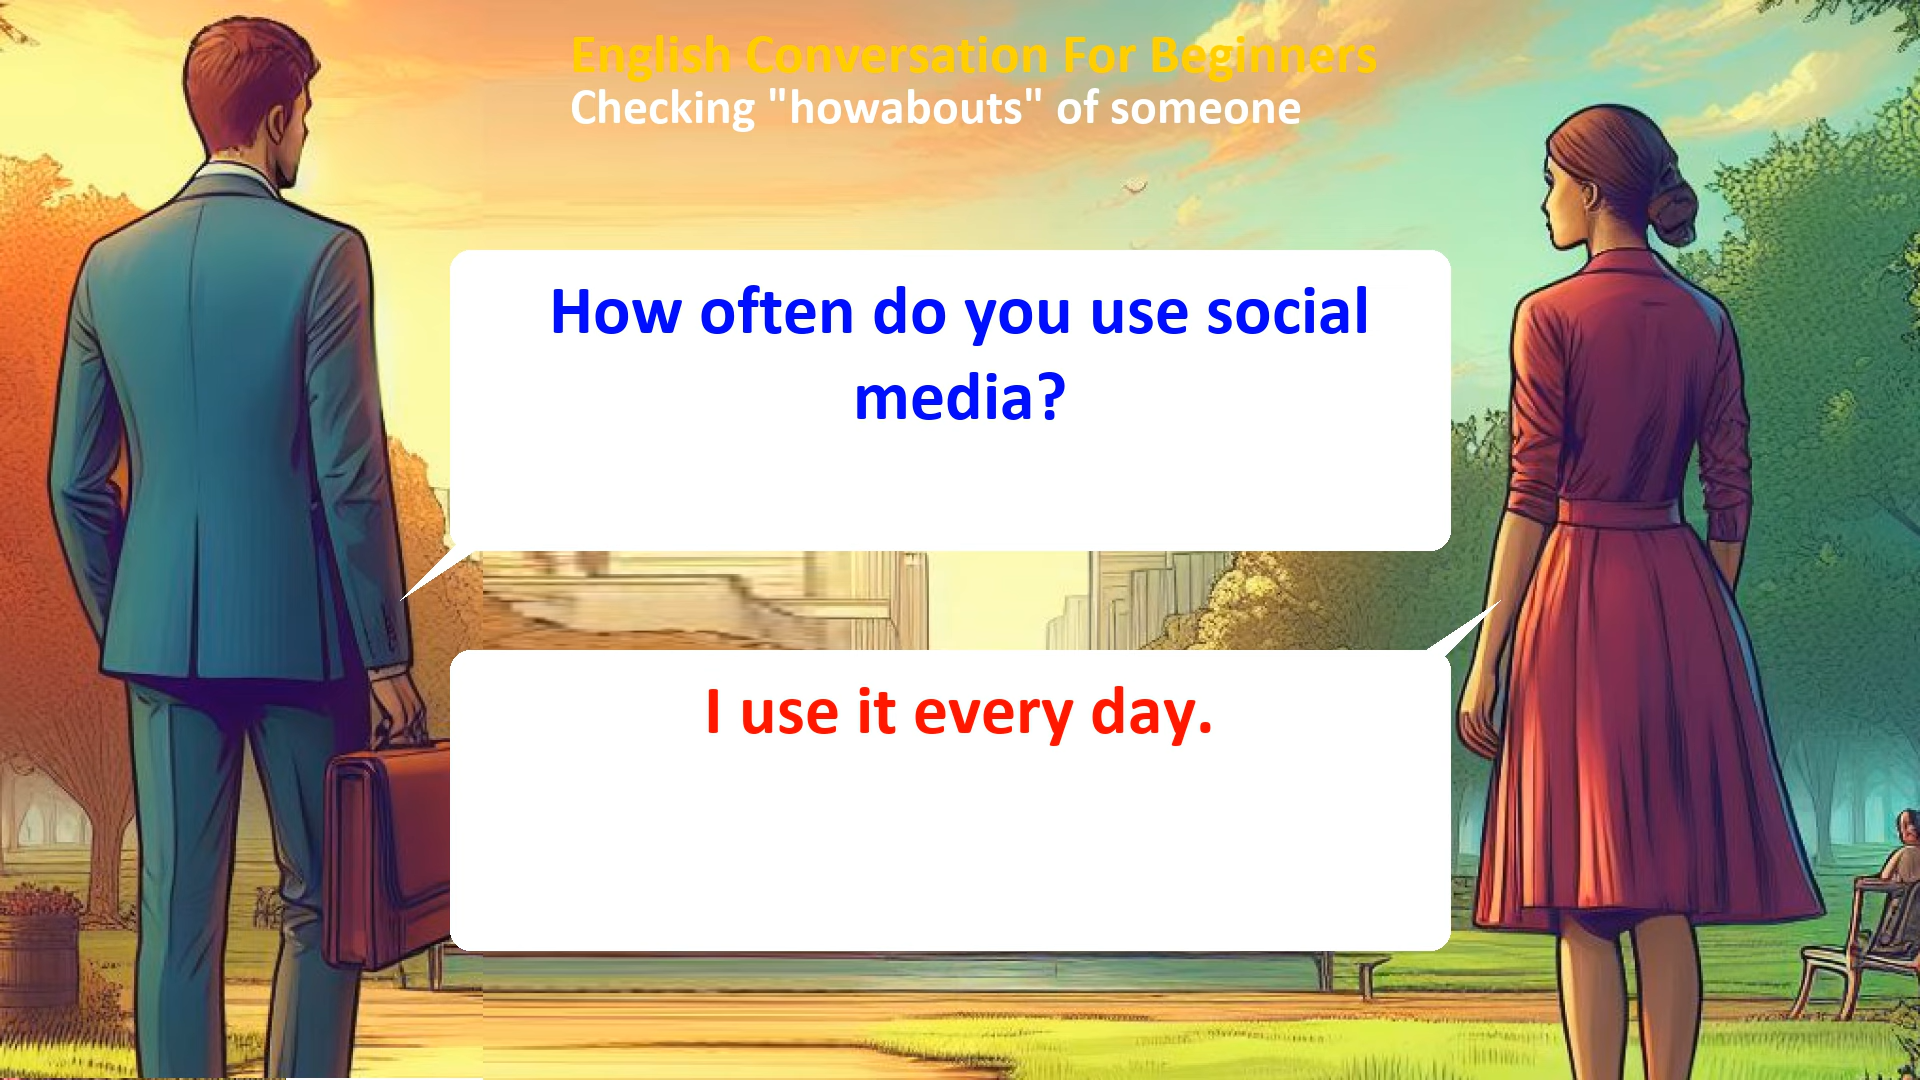 English Conversation For Beginners
Checking "howabouts" of someone
How often do you use social
media?
I use it every day.